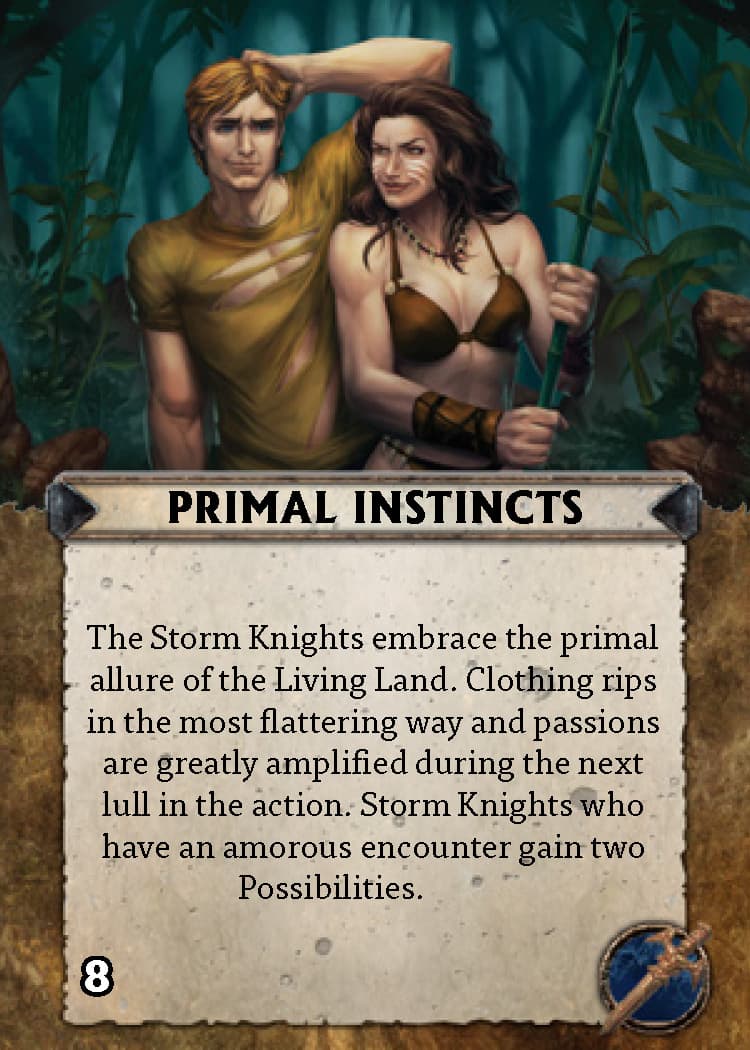 PRIMAL INSTINCTS
The Storm Knights embrace the primal
allure of the Living Land. Clothing rips
in the most flattering way and passions
are greatly amplified during the next
lull in the action. Storm Knights who
have an amorous encounter gain two
Possibilities.
8